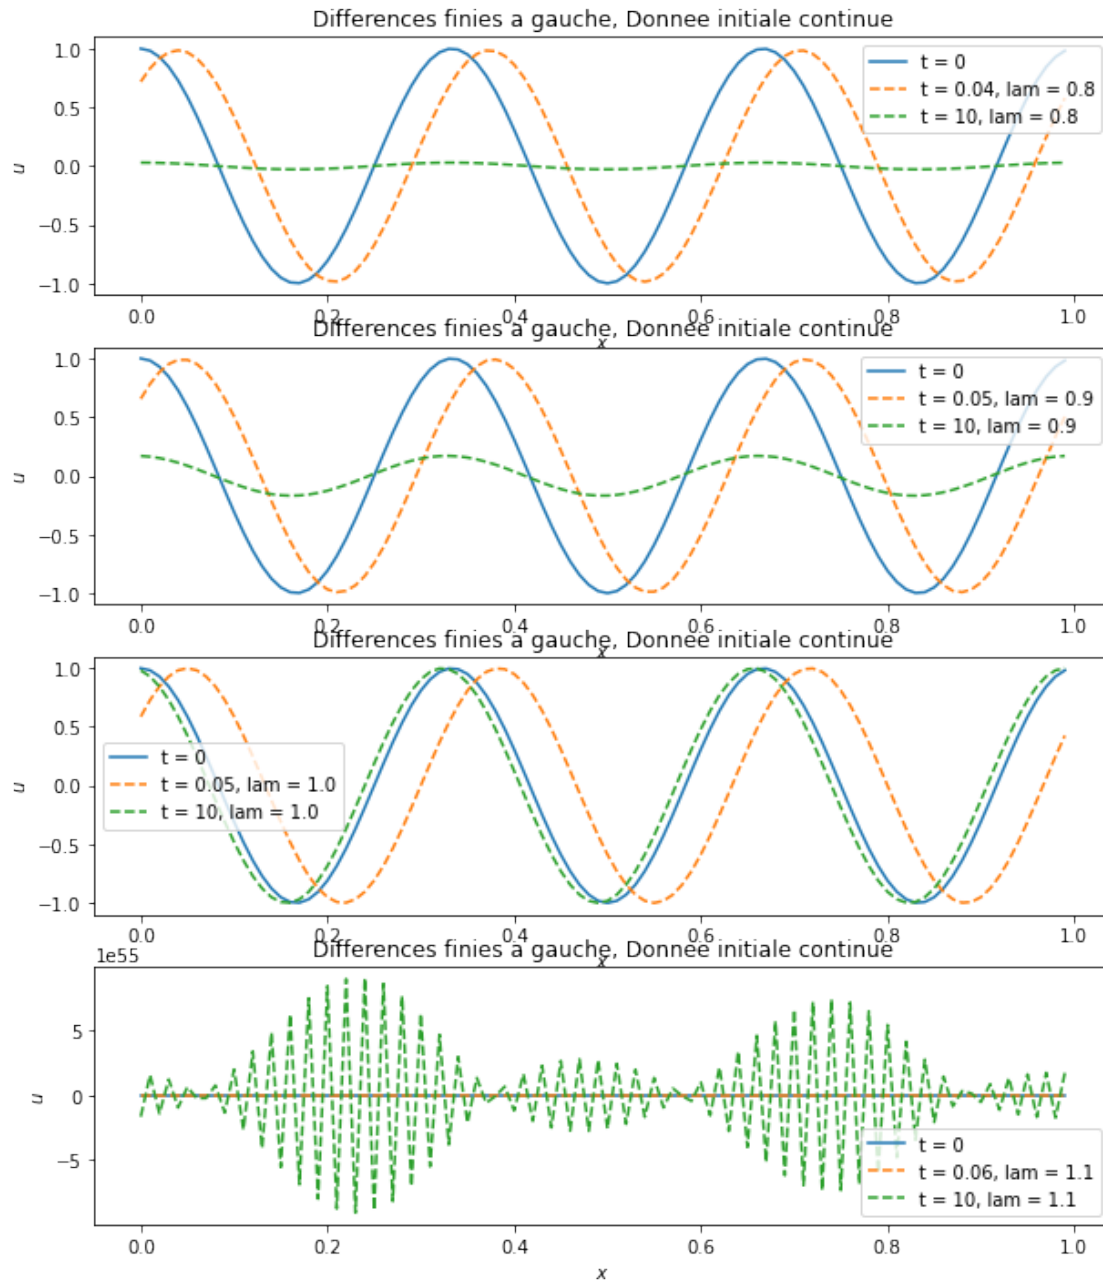 Differences finies a gauche, Donnee initiale continue
1.0
0.5
0.0
−0.5
−1.0
u
t = 0
t = 0.04, lam = 0.8
t = 10, lam = 0.8
0.0 0.2 0.4 0.6 0.8 1.0
x
Differences finies a gauche, Donnee initiale continue
1.0
0.5
0.0
−0.5
−1.0
u
t = 0
t = 0.05, lam = 0.9
t = 10, lam = 0.9
0.0 0.2 0.4 0.6 0.8 1.0
x
Differences finies a gauche, Donnee initiale continue
1.0
0.5
0.0
−0.5
−1.0
u
t = 0
t = 0.05, lam = 1.0
t = 10, lam = 1.0
0.0 0.2 0.4 0.6 0.8 1.0
x
Differences finies a gauche, Donnee initiale continue
1e55
5
0
−5
u
t = 0
t = 0.06, lam = 1.1
t = 10, lam = 1.1
0.0 0.2 0.4 0.6 0.8 1.0
x